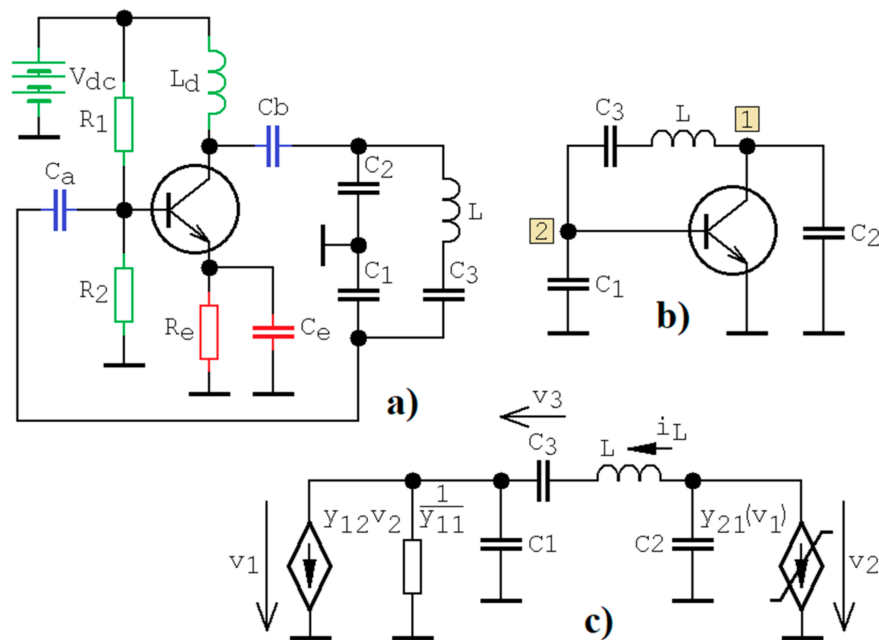 Vdc
R1
Ld
Cb
Ca
C2
L
R2
C1
C3
Re
Ce
a)
C3
L
1
2
C1
C2
b)
v3
C3
L
iL
y12v2
1
y11
C1
C2
y21(v1)
v1
v2
c)